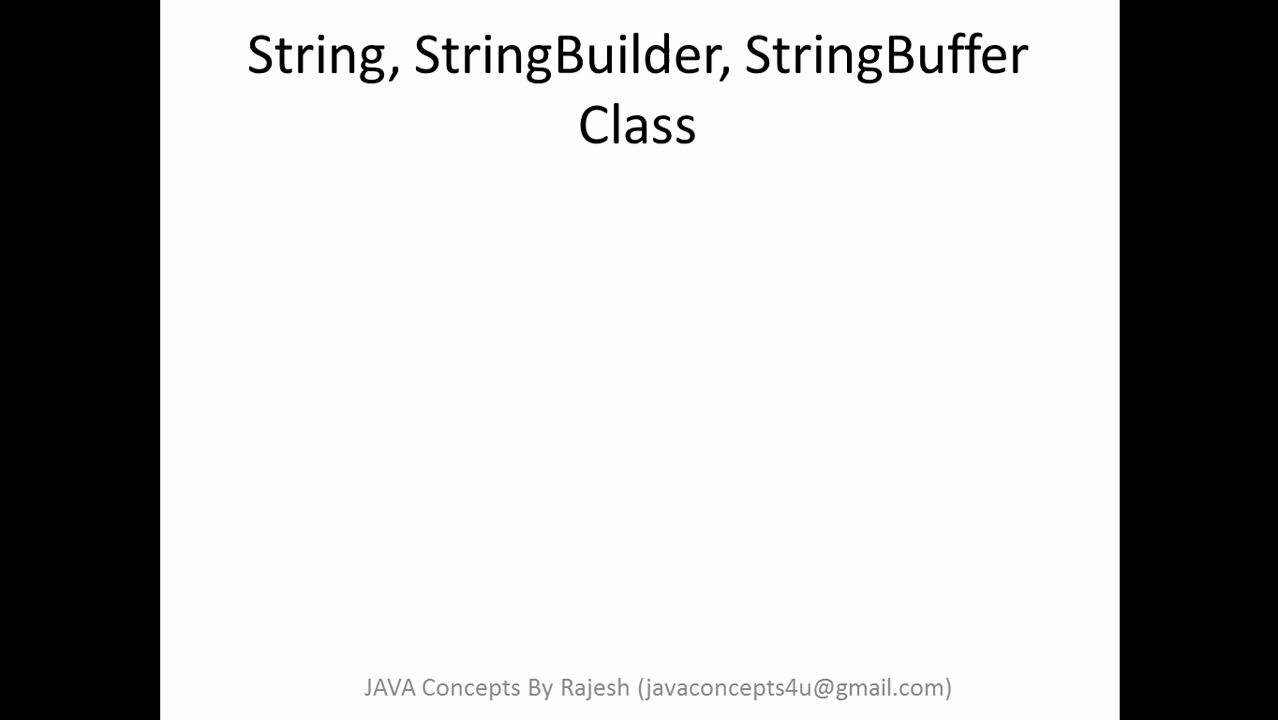 String, StringBuilder, StringBuffer
Class
JAVA Concepts By Rajesh (javaconcepts4u@gmail.com)